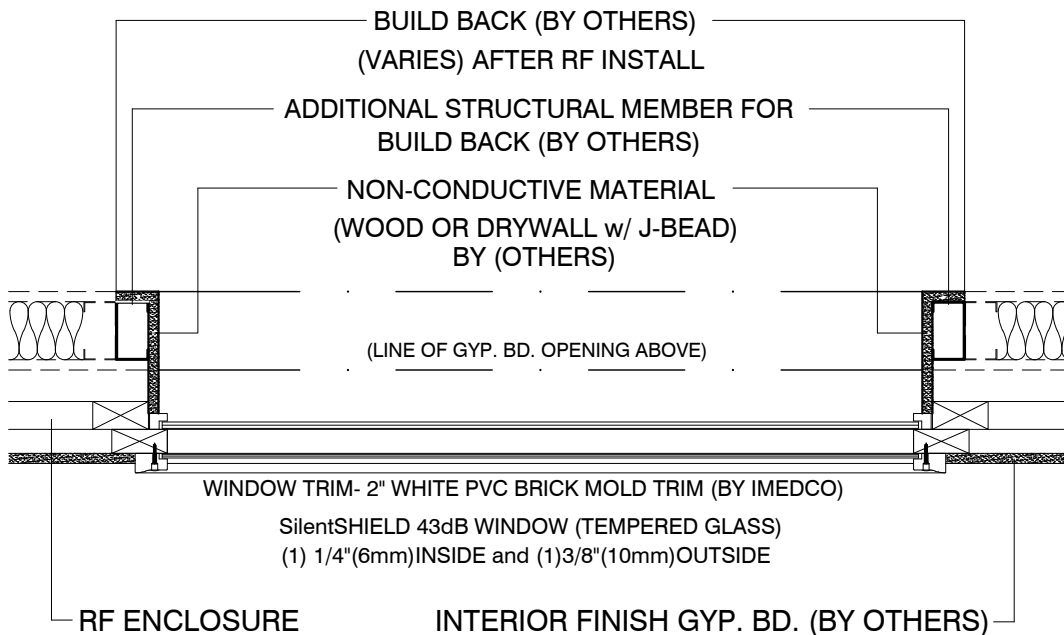 BUILD BACK (BY OTHERS)
(VARIES) AFTER RF INSTALL
ADDITIONAL STRUCTURAL MEMBER FOR
BUILD BACK (BY OTHERS)
NON-CONDUCTIVE MATERIAL
(WOOD OR DRYWALL w/ J-BEAD)
BY (OTHERS)
(LINE OF GYP. BD. OPENING ABOVE)
WINDOW TRIM- 2" WHITE PVC BRICK MOLD TRIM (BY IMEDCO)
SilentSHIELD 43dB WINDOW (TEMPERED GLASS)
(1) 1/4"(6mm)INSIDE and (1)3/8"(10mm)OUTSIDE
RF ENCLOSURE
INTERIOR FINISH GYP. BD. (BY OTHERS)